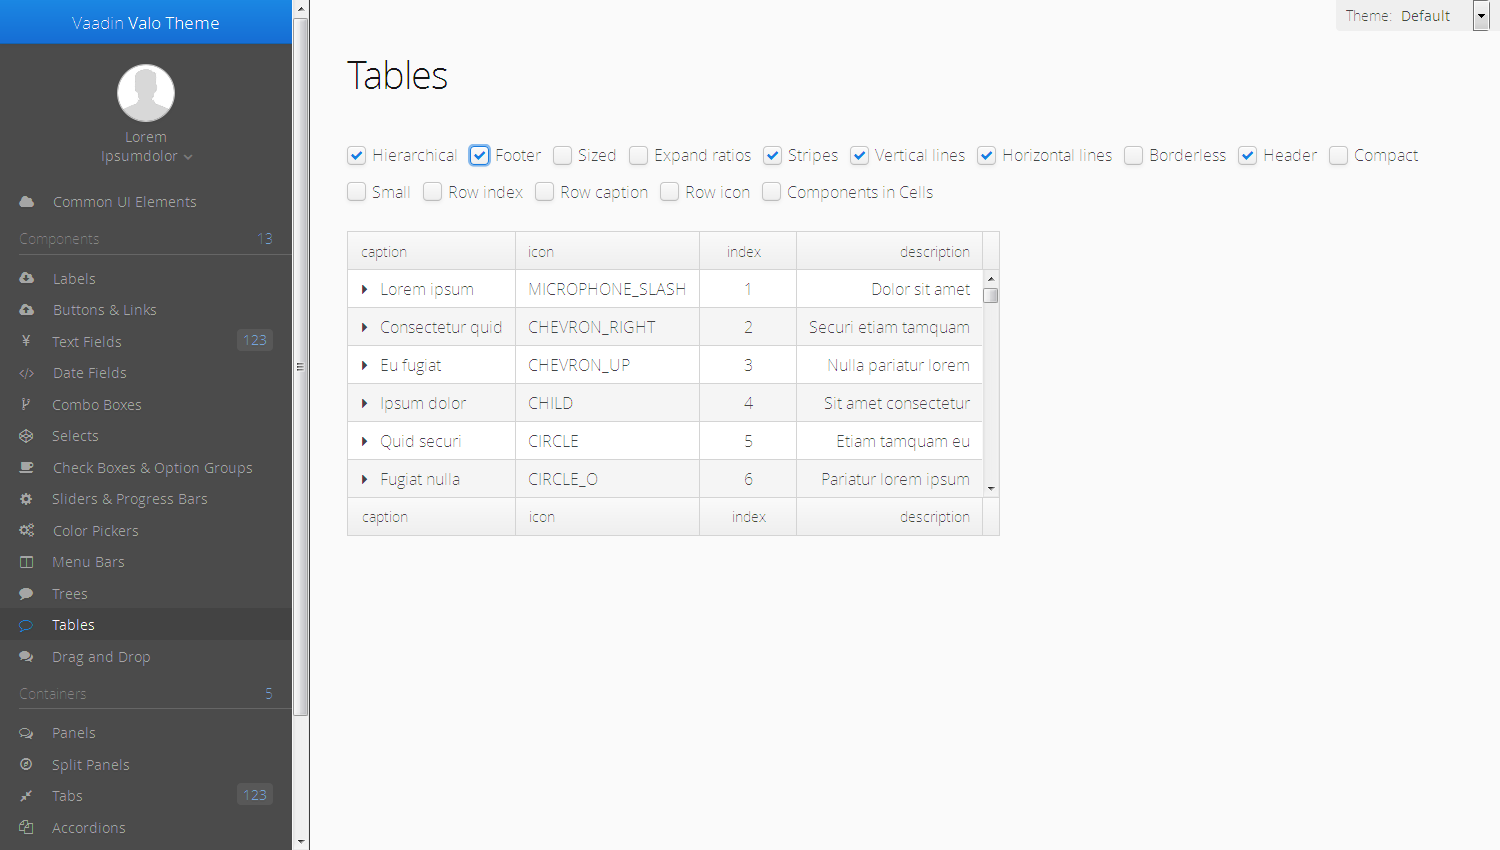 Vaadin Valo Theme
Lorem
Ipsumdolor
Common UI Elements
Components 13
Labels
Buttons & Links
Text Fields 123
Date Fields
Combo Boxes
Selects
Check Boxes & Option Groups
Sliders & Progress Bars
Color Pickers
Menu Bars
Trees
Tables
Drag and Drop
Containers 5
Panels
Split Panels
Tabs 123
Accordions
Theme: Default
Tables
Hierarchical Footer Sized Expand ratios Stripes Vertical lines Horizontal lines Borderless Header Compact
Small Row index Row caption Row icon Components in Cells
caption icon index description
Lorem ipsum MICROPHONE_SLASH 1 Dolor sit amet
Consectetur quid CHEVRON_RIGHT 2 Securi etiam tamquam
Eu fugiat CHEVRON_UP 3 Nulla pariatur lorem
Ipsum dolor CHILD 4 Sit amet consectetur
Quid securi CIRCLE 5 Etiam tamquam eu
Fugiat nulla CIRCLE_O 6 Pariatur lorem ipsum
caption icon index description